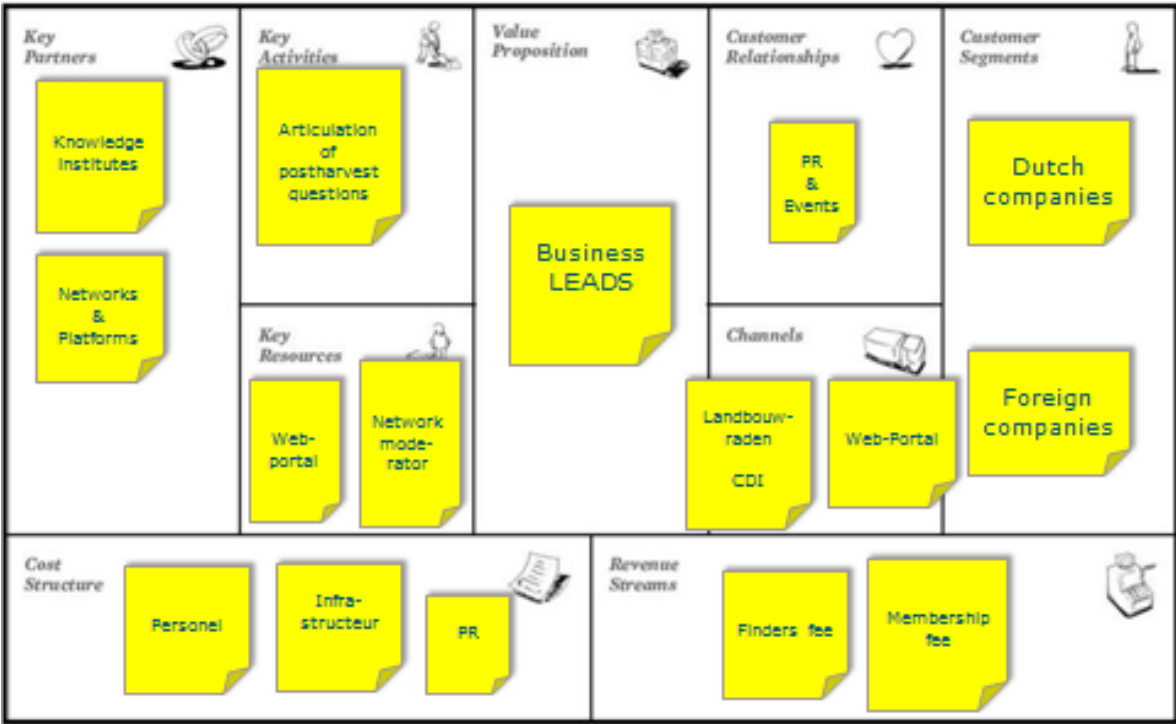 Key
Partners
Knowledge
institutes
Networks
&
Platforms
Key
Activities
Articulation
of
postharvest
questions
Key
Resources
Web-
portal
Network
mode-
rator
Value
Proposition
Business
LEADS
Customer
Relationships
PR
&
Events
Channels
Landbouw-
raden
CDI
Web-Portal
Customer
Segments
Dutch
companies
Foreign
companies
Cost
Structure
Personel
Infra-
structeur
PR
Revenue
Streams
Finders fee
Membership
fee